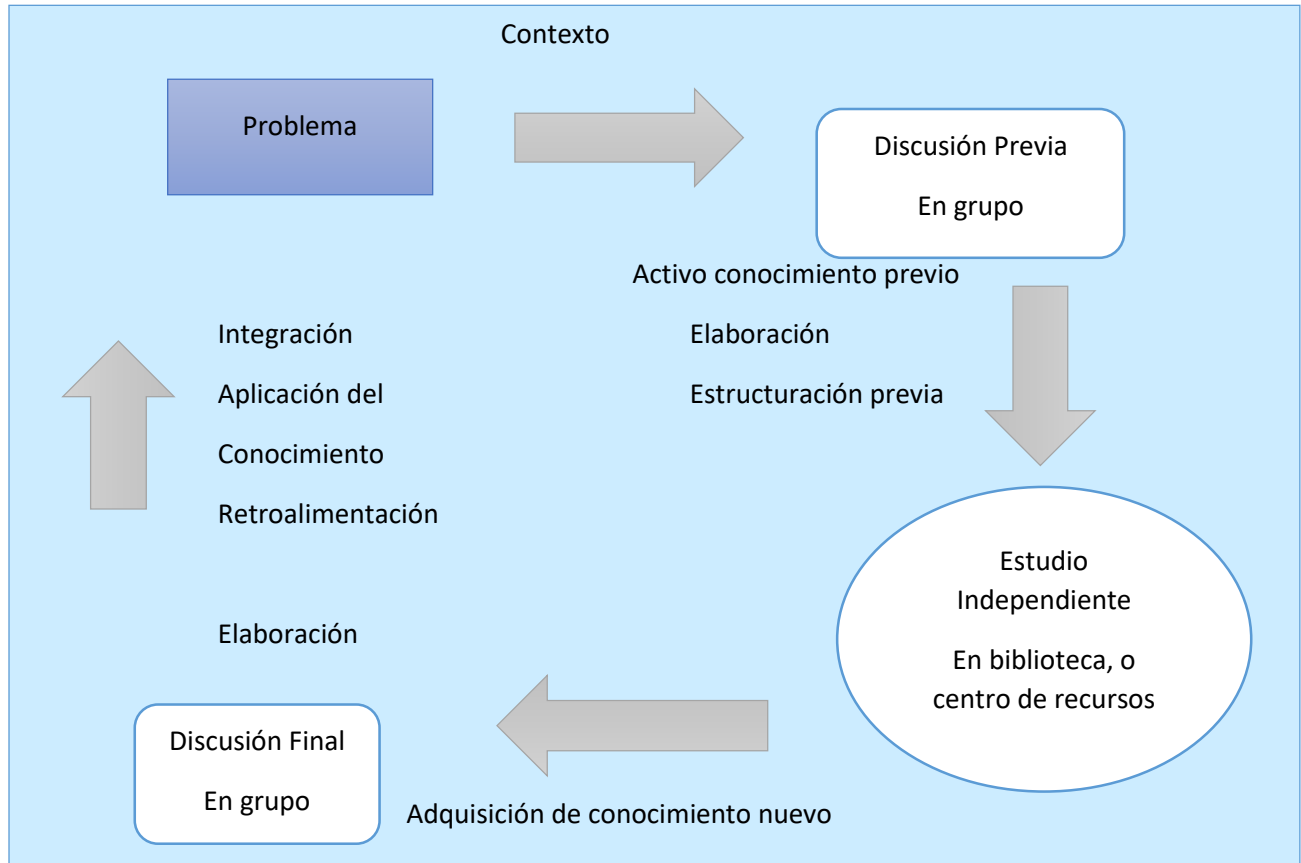 Contexto
Problema
Discusión Previa
En grupo
Activo conocimiento previo
Elaboración
Estructuración previa
Estudio
Independiente
En biblioteca, o
centro de recursos
Adquisición de conocimiento nuevo
Discusión Final
En grupo
Integración
Aplicación del
Conocimiento
Retroalimentación
Elaboración